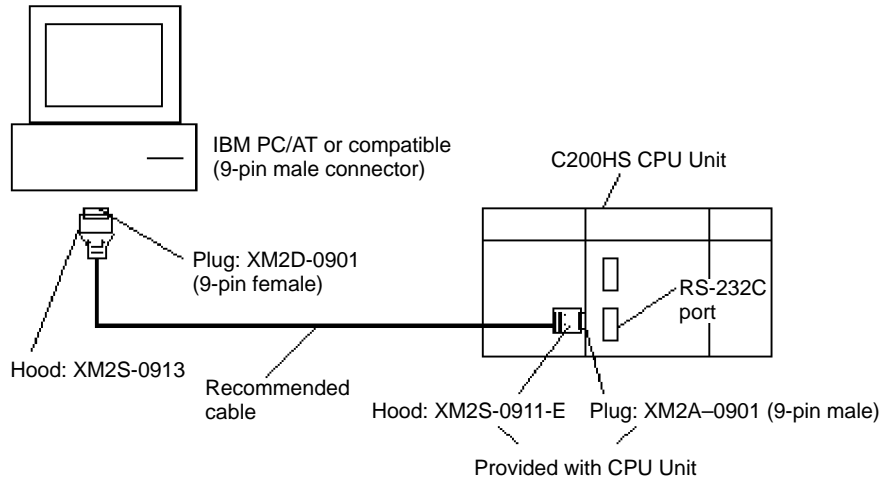 IBM PC/AT or compatible
(9-pin male connector)
C200HS CPU Unit
Plug: XM2D-0901
(9-pin female)
RS-232C
port
Hood: XM2S-0913
Recommended
cable
Hood: XM2S-0911-E
Plug: XM2A–0901 (9-pin male)
Provided with CPU Unit